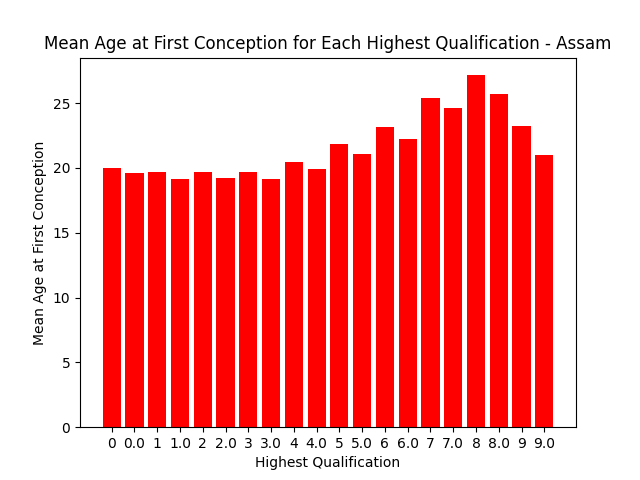 Mean Age at First Conception for Each Highest Qualification - Assam
Mean Age at First Conception
25
20
15
10
5
0
0 0.0 1 1.0 2 2.0 3 3.0 4 4.0 5 5.0 6 6.0 7 7.0 8 8.0 9 9.0
Highest Qualification